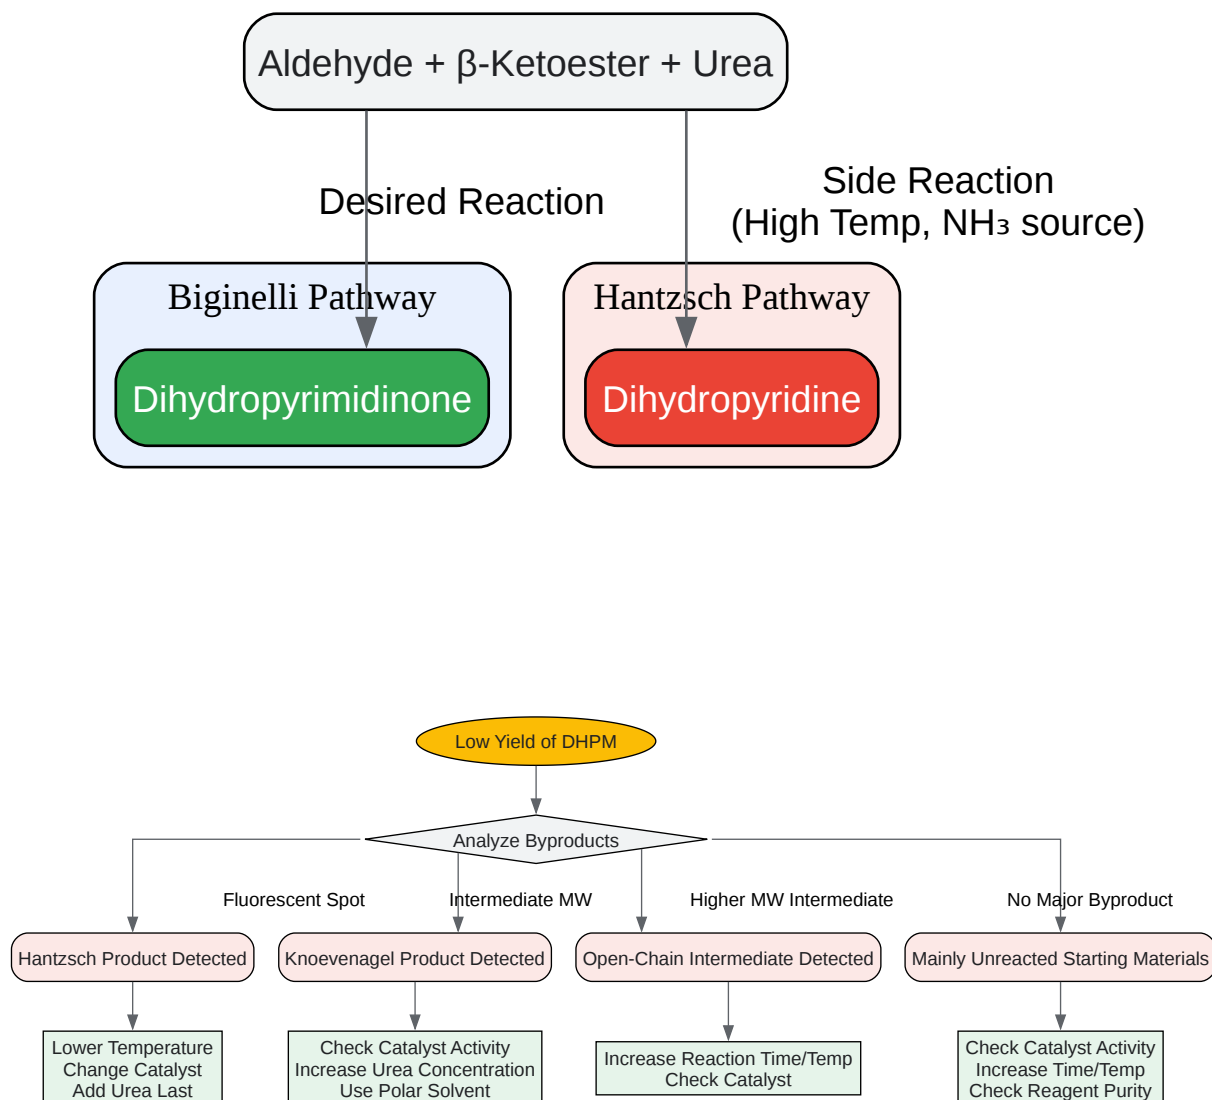 Aldehyde + β-Ketoester + Urea
Desired Reaction
Side Reaction
(High Temp, NH₃ source)
Biginelli Pathway
Hantzsch Pathway
Dihydropyrimidinone
Dihydropyridine
Low Yield of DHPM
Analyze Byproducts
Fluorescent Spot
Intermediate MW
Higher MW Intermediate
No Major Byproduct
Hantzsch Product Detected
Knoevenagel Product Detected
Open-Chain Intermediate Detected
Mainly Unreacted Starting Materials
Lower Temperature
Change Catalyst
Add Urea Last
Check Catalyst Activity
Increase Urea Concentration
Use Polar Solvent
Increase Reaction Time/Temp
Check Catalyst
Check Catalyst Activity
Increase Time/Temp
Check Reagent Purity